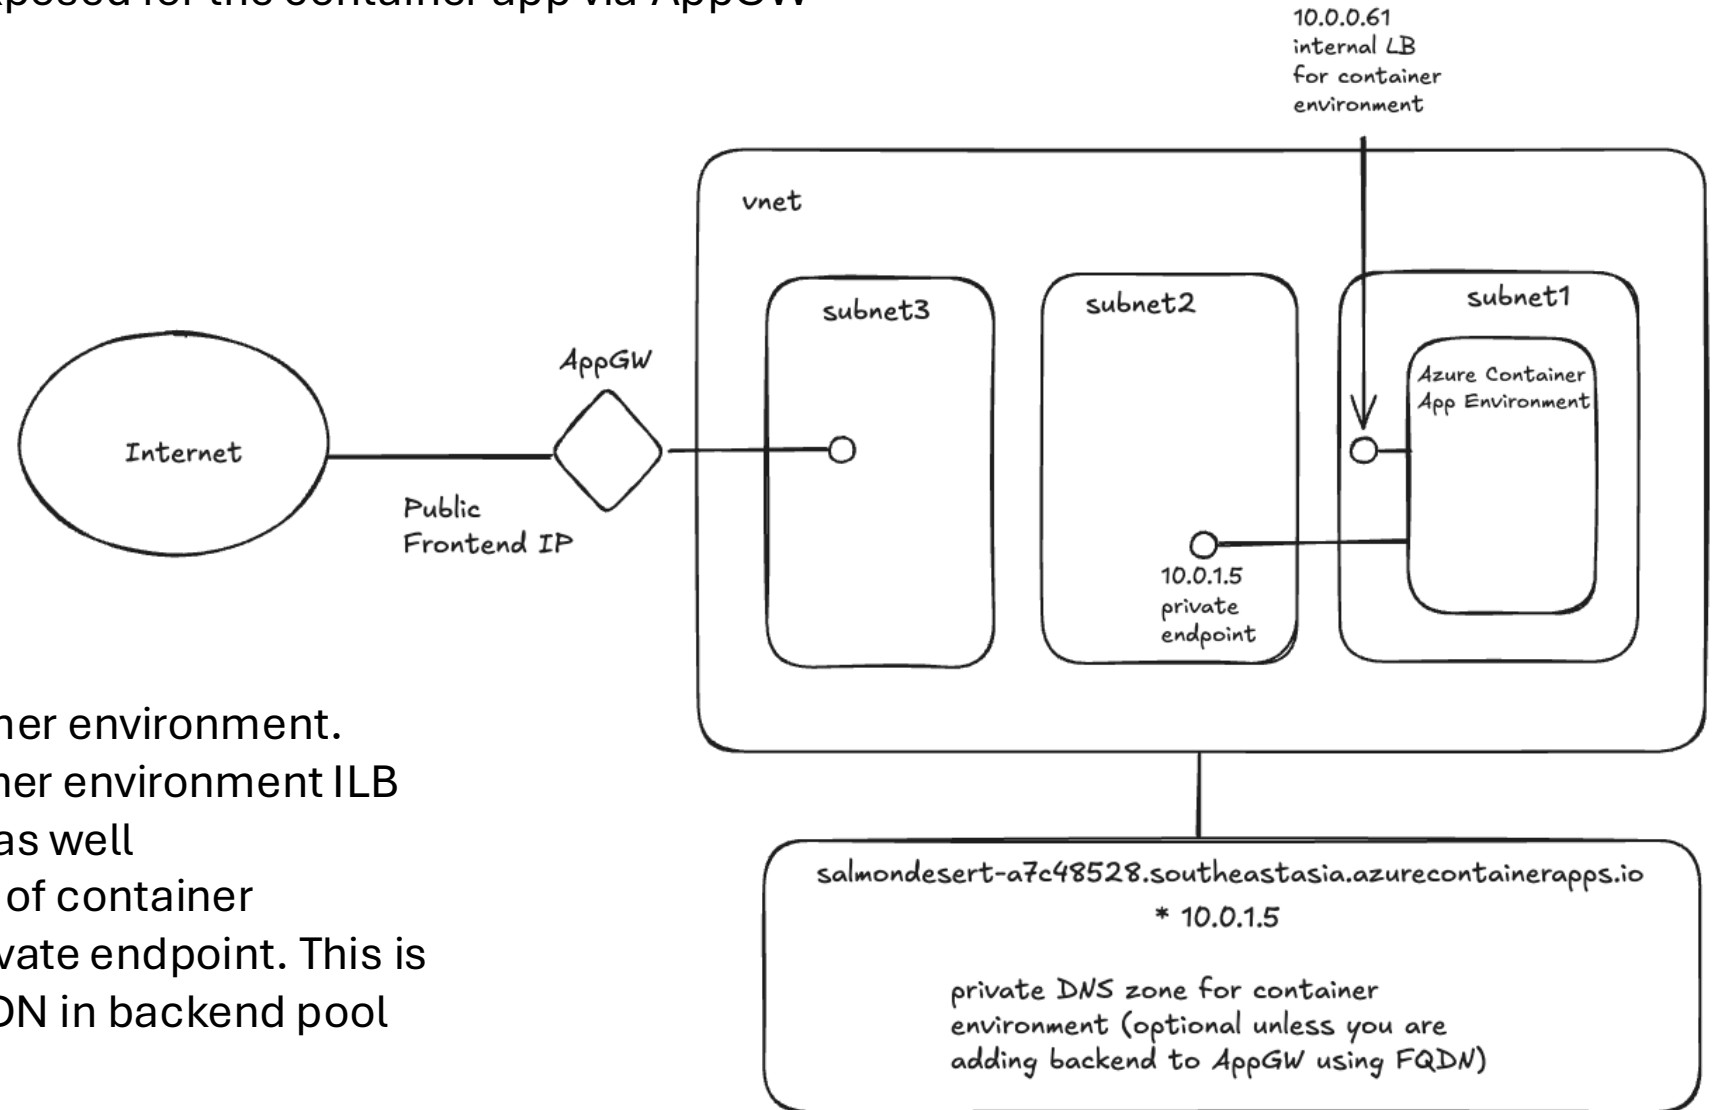 exposed for the container app via AppGW
10.0.0.61
internal LB
for container
environment
vnet
subnet3
subnet2
subnet1
Azure Container
App Environment
AppGW
Internet
Public
Frontend IP
10.0.1.5
private
endpoint
ner environment.
ner environment ILB
as well
of container
vate endpoint. This is
DN in backend pool
salmondesert-a7c48528.southeastasia.azurecontainerapps.io
* 10.0.1.5
private DNS zone for container
environment (optional unless you are
adding backend to AppGW using FQDN)